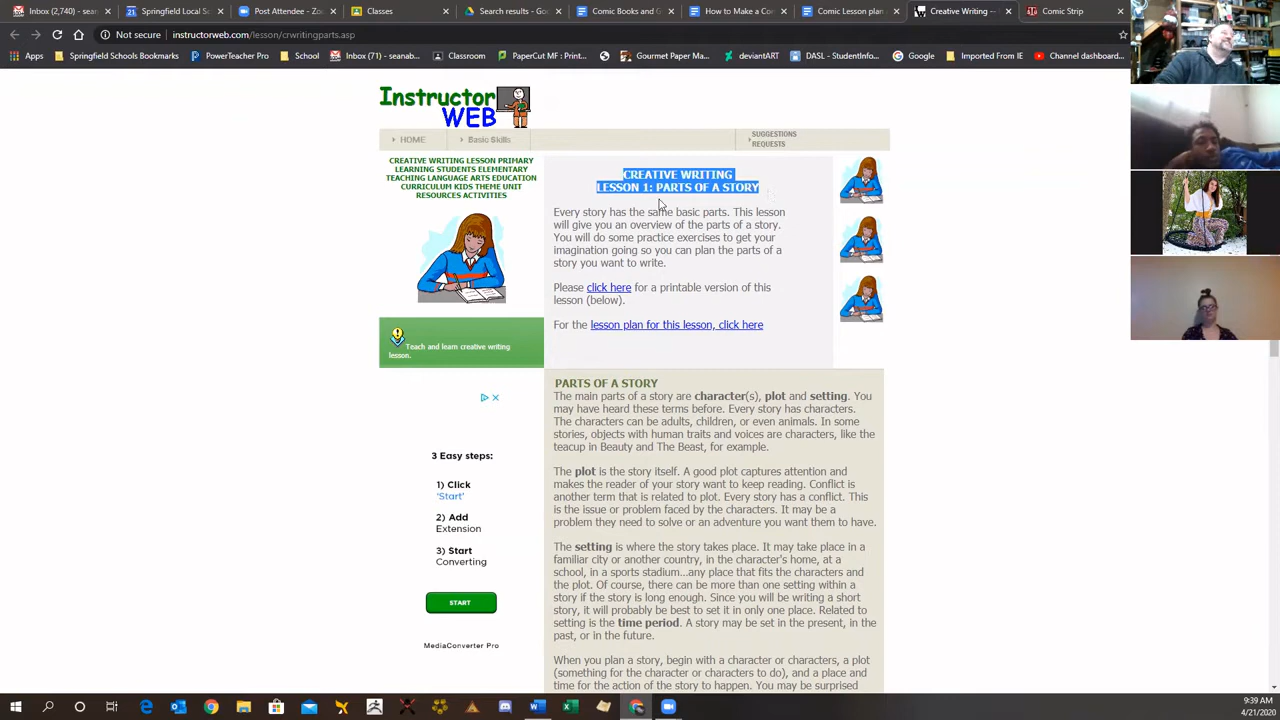 Inbox (2,740) - sean
Springfield Local S
Post Attendee - Zoo
Classes
Search results - Go
Comic Books
How to Make a Co
Comic Lesson plan
Creative Writing –
Comic Strip
Not secure | instructorweb.com/lesson/crwritingparts.asp
Apps
Springfield Schools Bookmarks
PowerTeacher Pro
School
Inbox (71) - seanab...
Classroom
Papercraft : Print...
Gourmet Paper Ma...
deviantART
DASL - StudentInfo...
Google
Imported From IE
Channel dashboard...
Instructor
WEB
HOME
Basic Skills
SUGGESTIONS
REQUESTS
CREATIVE WRITING LESSON PRIMARY
LEARNING STUDENTS ELEMENTARY
TEACHING LANGUAGE ARTS EDUCATION
CURRICULUM KIDS THEME UNIT
RESOURCES ACTIVITIES
Teach and learn creative writing
lesson.
3 Easy steps:
1) Click
'Start'
2) Add
Extension
3) Start
Converting
START
MediaConverter Pro
CREATIVE WRITING
LESSON 1: PARTS OF A STORY
Every story has the same basic parts. This lesson
will give you an overview of the parts of a story.
You will do some practice exercises to get your
imagination going so you can plan the parts of a
story you want to write.
Please click here for a printable version of this
lesson (below).
For the lesson plan for this lesson, click here
PARTS OF A STORY
The main parts of a story are character(s), plot and setting. You
may have heard these terms before. Every story has characters.
The characters can be adults, children, or even animals. In some
stories, objects with human traits and voices are characters, like the
teacup in Beauty and The Beast, for example.
The plot is the story itself. A good plot captures attention and
makes the reader of your story want to keep reading. Conflict is
another term that is related to plot. Every story has a conflict. This
is the issue or problem faced by the characters. It may be a
problem they need to solve or an adventure you want them to have.
The setting is where the story takes place. It may take place in a
familiar city or another country, in the character's home, at a
school, in a sports stadium...any place that fits the characters and
the plot. Of course, there can be more than one setting within a
story if the story is long enough. Since you will be writing a short
story, it will probably be best to set it in only one place. Related to
setting is the time period. A story may be set in the present, in the
past, or in the future.
When you plan a story, begin with a character or characters, a plot
(something for the character or characters to do), and a place and
time for the action of the story to happen. You may be surprised
9:39 AM
4/21/2020